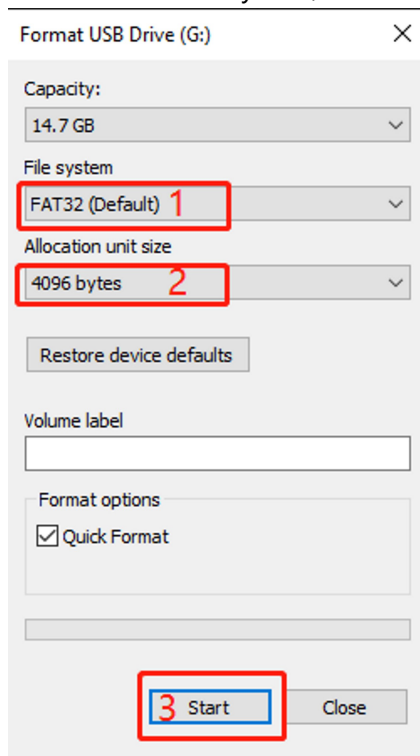 Format USB Drive (G:)
Capacity:
14.7 GB
File system
FAT32 (Default) 1
Allocation unit size
4096 bytes 2
Restore device defaults
Volume label
Format options
Quick Format
3 Start Close